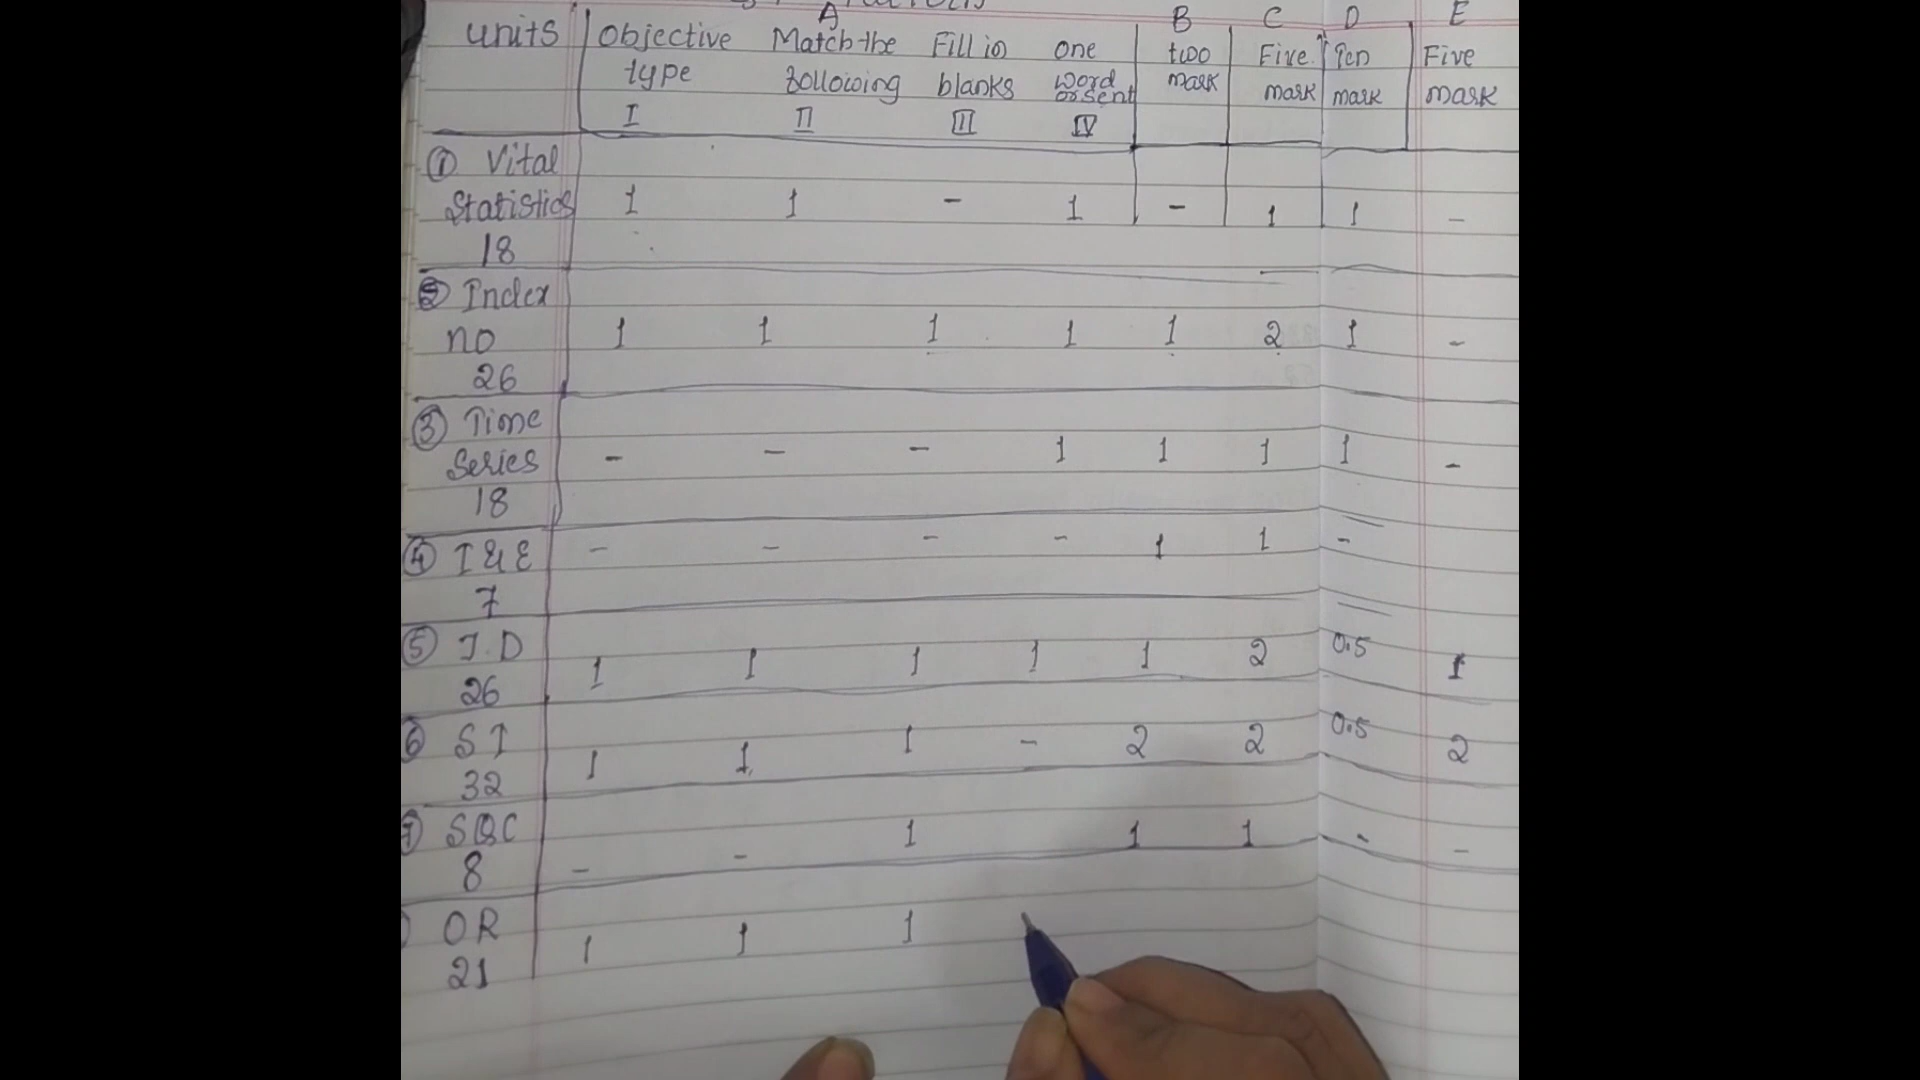 A B C D E
units Objective Match the Fill in one two Five Ten Five
type following blanks word or sent mark mark mark mark
I II III IV
① Vital
Statistics 1 1 - 1 - 1 1 -
18
② Index
no 1 1 1 1 1 2 1 -
26
③ Time
Series - - - 1 1 1 1 -
18
④ I & E - - - - 1 1 -
7
⑤ T.D 1 1 1 1 1 2 0.5 1
26
⑥ S I 1 1 1 - 2 2 0.5 2
32
⑦ SQC - - 1 1 1 - -
8
OR 1 1 1
21